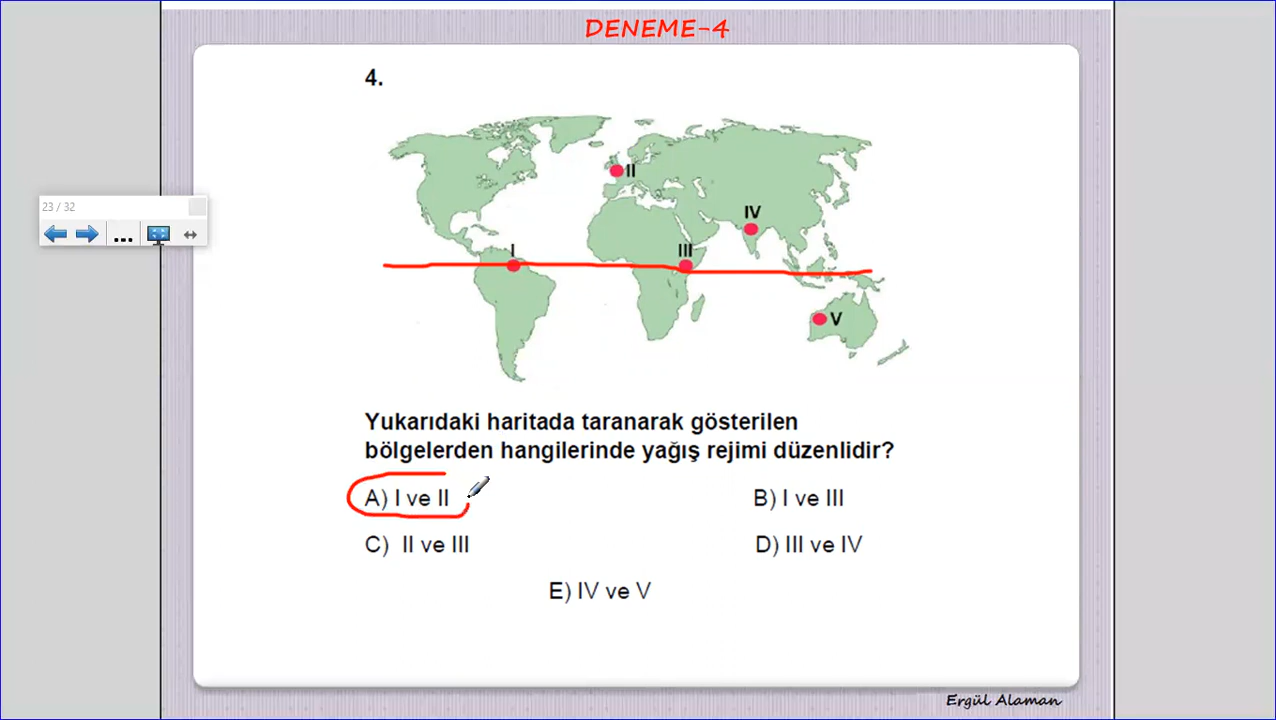 DENEME-4
4.
23 / 32
...
II
IV
I
III
V
Yukarıdaki haritada taranarak gösterilen
bölgelerden hangilerinde yağış rejimi düzenlidir?
A) I ve II
B) I ve III
C) II ve III
D) III ve IV
E) IV ve V
Ergül Alaman